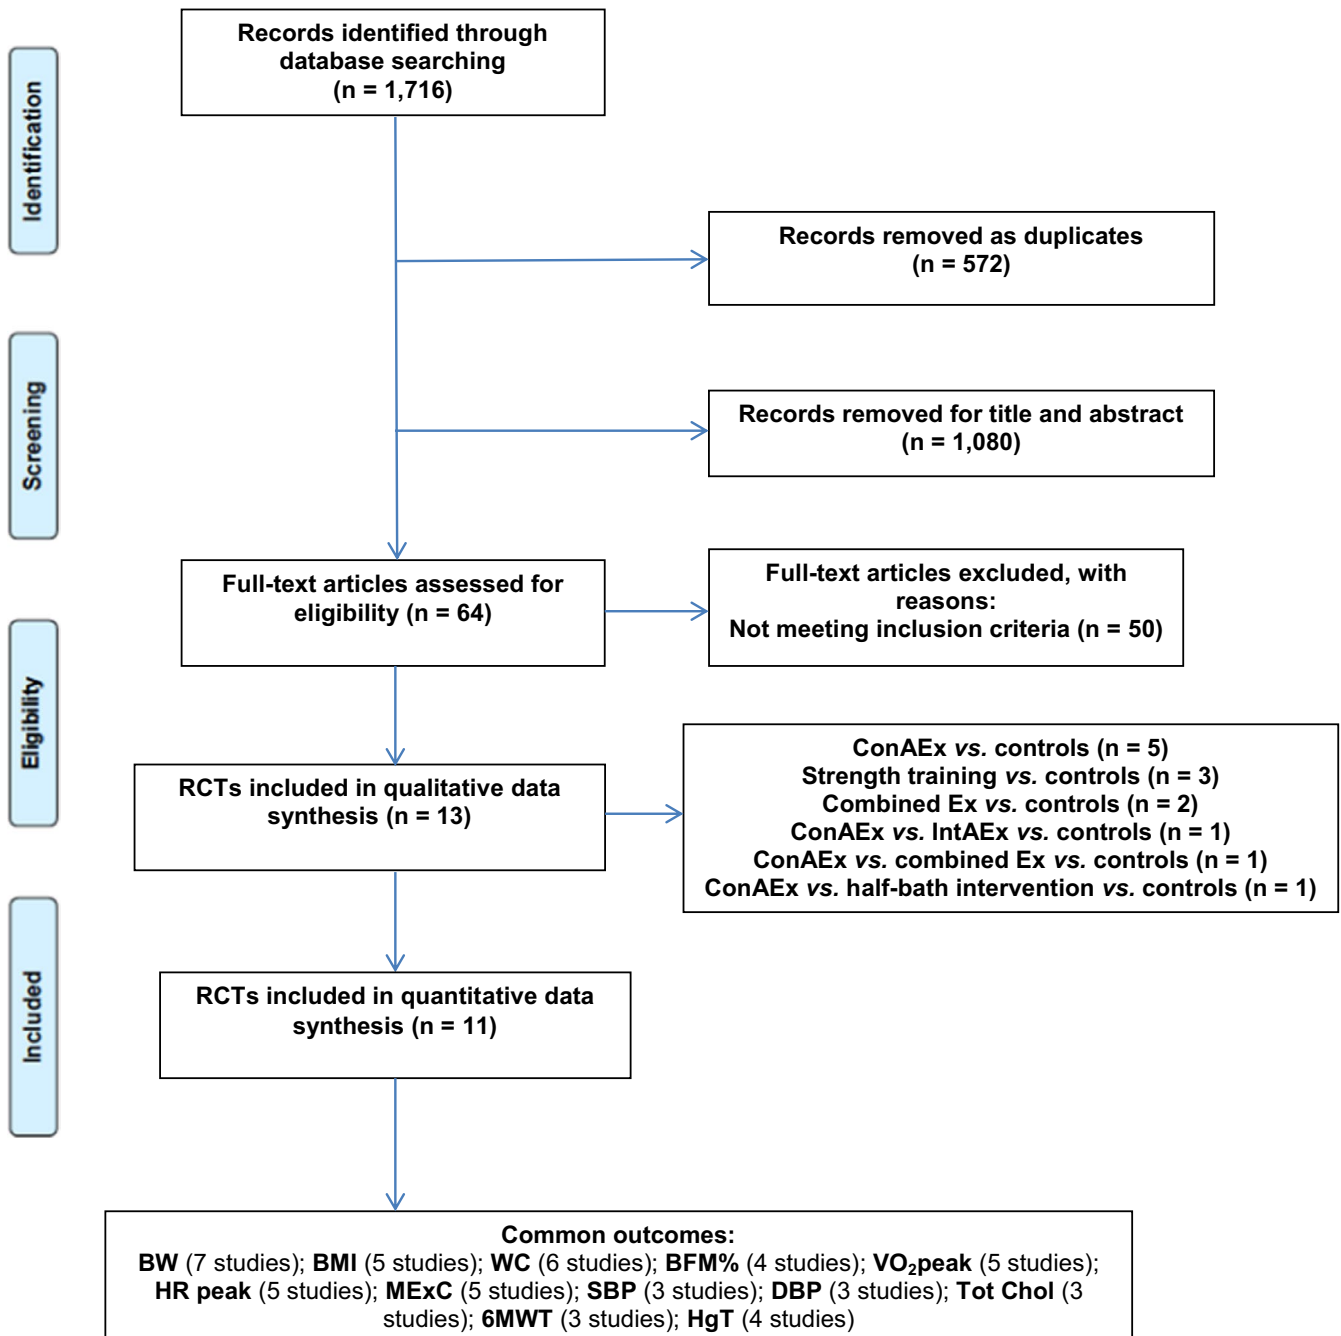 Identification
Records identified through
database searching
(n = 1,716)
Records removed as duplicates
(n = 572)
Screening
Records removed for title and abstract
(n = 1,080)
Full-text articles assessed for
eligibility (n = 64)
Full-text articles excluded, with
reasons:
Not meeting inclusion criteria (n = 50)
Eligibility
RCTs included in qualitative data
synthesis (n = 13)
ConAEx vs. controls (n = 5)
Strength training vs. controls (n = 3)
Combined Ex vs. controls (n = 2)
ConAEx vs. IntAEx vs. controls (n = 1)
ConAEx vs. combined Ex vs. controls (n = 1)
ConAEx vs. half-bath intervention vs. controls (n = 1)
Included
RCTs included in quantitative data
synthesis (n = 11)
Common outcomes:
BW (7 studies); BMI (5 studies); WC (6 studies); BFM% (4 studies); VO₂peak (5 studies);
HR peak (5 studies); MExC (5 studies); SBP (3 studies); DBP (3 studies); Tot Chol (3
studies); 6MWT (3 studies); HgT (4 studies)